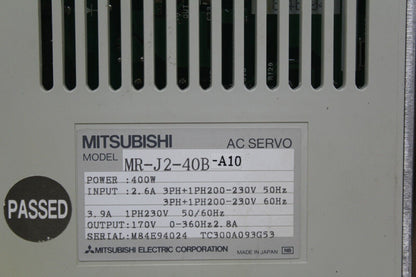 MITSUBISHI AC SERVO
MODEL MR-J2-40B-A10
POWER : 400W
INPUT : 2.6A 3PH+1PH200-230V 50Hz
3PH+1PH200-230V 60Hz
3.9A 1PH230V 50/60Hz
OUTPUT: 170V 0-360Hz 2.8A
SERIAL: M84E94024 TC300A093G53
MITSUBISHI ELECTRIC CORPORATION MADE IN JAPAN
PASSED